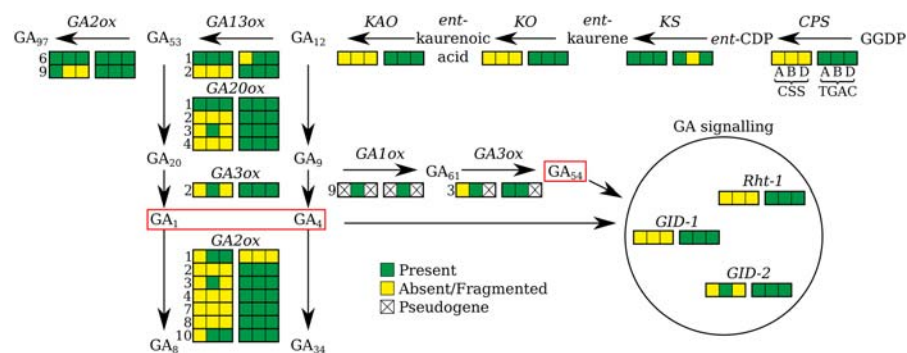 GA2ox GA13ox KAO ent- KO ent- KS CPS
GA97 GA53 GA12 kaurenoic kaurene ent-CDP GGDP
acid
6
9
1
2
A B D A B D
CSS TGAC
GA20ox
1
2
3
4
GA signalling
GA20 GA9 GA1ox GA61 GA3ox GA54
GA3ox
2
9
3
Rht-1
GA1 GA4
GID-1
GA2ox
1
2
3
4
7
8
10
GID-2
Present
Absent/Fragmented
Pseudogene
GA8 GA34